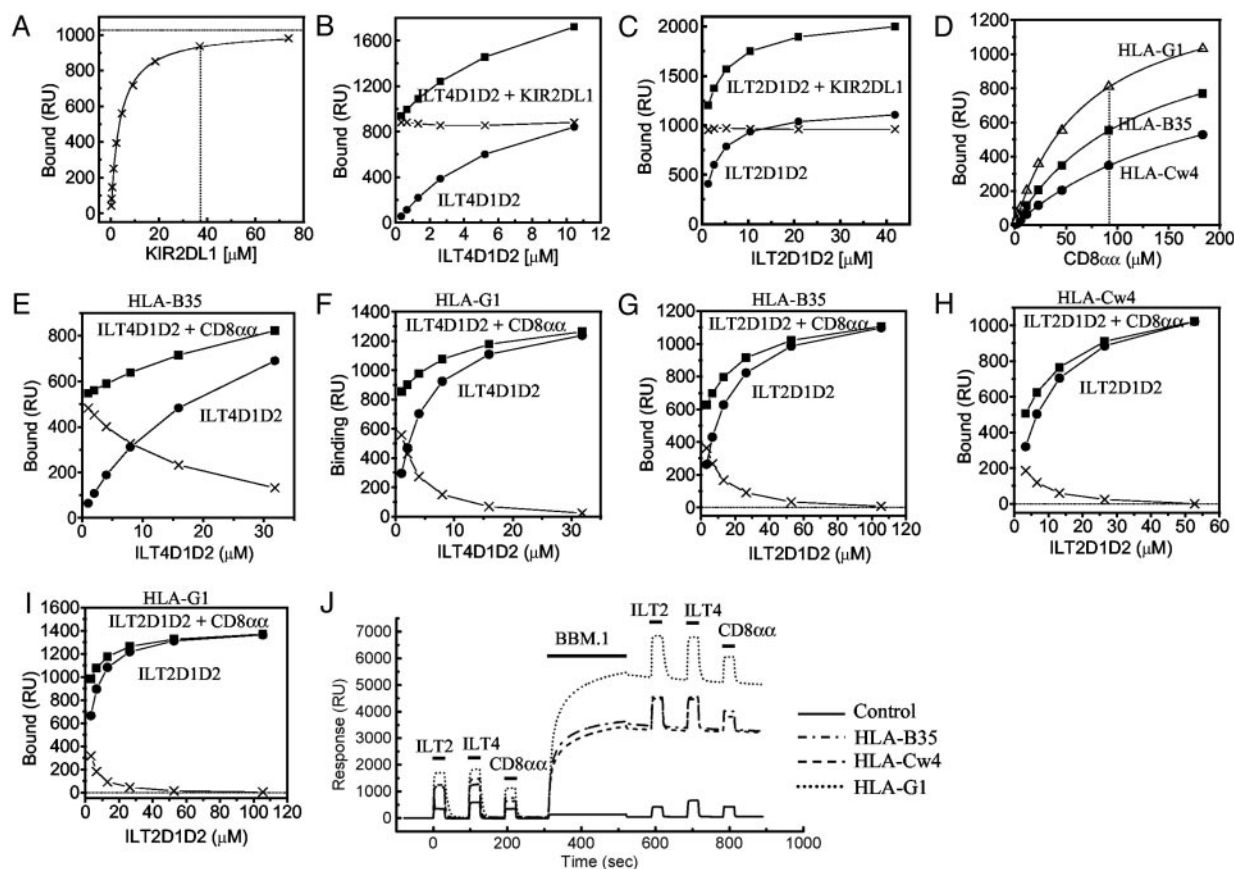 A
Bound (RU)
1000
800
600
400
200
0
0 20 40 60 80
KIR2DL1 [µM]
B
Bound (RU)
1600
1200
800
400
0
ILT4D1D2 + KIR2DL1
ILT4D1D2
0 2 4 6 8 10 12
ILT4D1D2 [µM]
C
Bound (RU)
2000
1500
1000
500
0
ILT2D1D2 + KIR2DL1
ILT2D1D2
0 10 20 30 40
ILT2D1D2 [µM]
D
Bound (RU)
1200
1000
800
600
400
200
0
HLA-G1
HLA-B35
HLA-Cw4
0 50 100 150 200
CD8αα (µM)
E
HLA-B35
Bound (RU)
800
600
400
200
0
ILT4D1D2 + CD8αα
ILT4D1D2
0 10 20 30
ILT4D1D2 (µM)
F
HLA-G1
Binding (RU)
1400
1200
1000
800
600
400
200
0
ILT4D1D2 + CD8αα
ILT4D1D2
0 10 20 30
ILT4D1D2 (µM)
G
HLA-B35
Bound (RU)
1200
1000
800
600
400
200
0
ILT2D1D2 + CD8αα
ILT2D1D2
0 20 40 60 80 100 120
ILT2D1D2 (µM)
H
HLA-Cw4
Bound (RU)
1000
800
600
400
200
0
ILT2D1D2 + CD8αα
ILT2D1D2
0 10 20 30 40 50 60
ILT2D1D2 (µM)
I
HLA-G1
Bound (RU)
1600
1400
1200
1000
800
600
400
200
0
ILT2D1D2 + CD8αα
ILT2D1D2
0 20 40 60 80 100 120
ILT2D1D2 (µM)
J
Response (RU)
7000
6000
5000
4000
3000
2000
1000
0
ILT2 ILT4 CD8αα
BBM.1
ILT2 ILT4 CD8αα
0 200 400 600 800 1000
Time (sec)
Control
HLA-B35
HLA-Cw4
HLA-G1